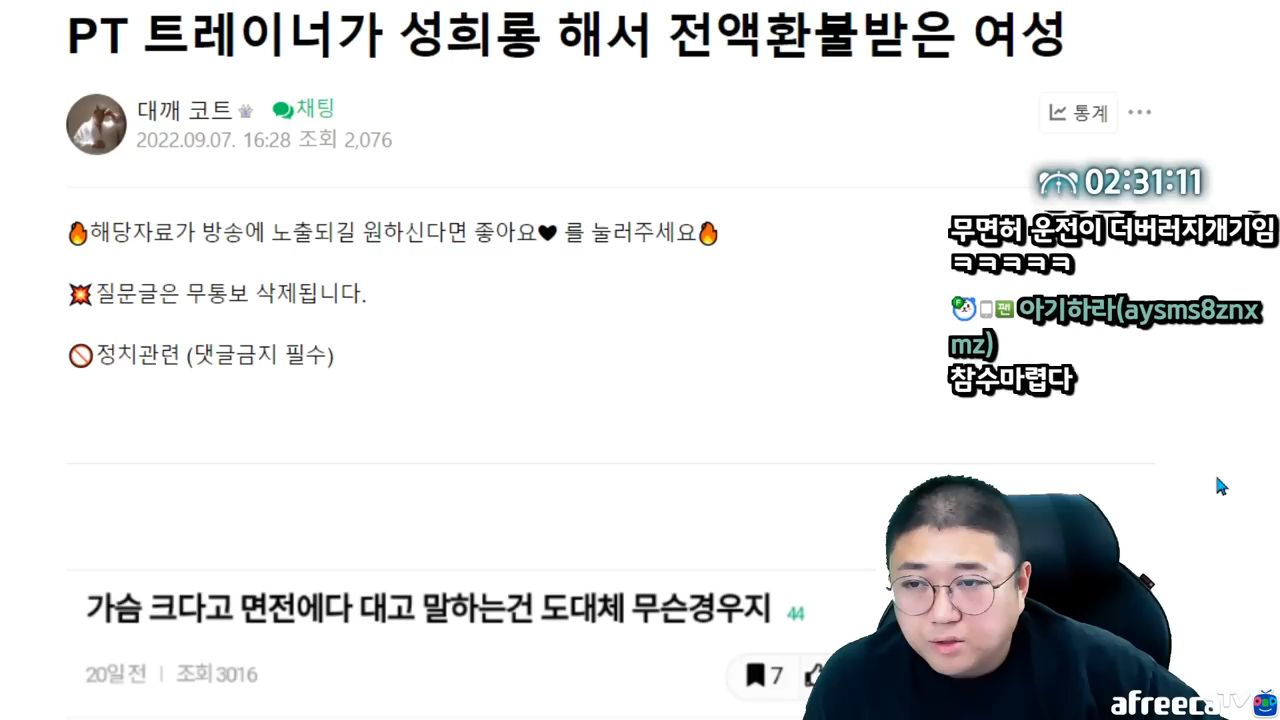 PT 트레이너가 성희롱 해서 전액환불받은 여성
대깨 코트 채팅
2022.09.07. 16:28 조회 2,076
통계
02:31:11
무면허 운전이 더버러지개기임
ㅋㅋㅋㅋㅋ
🔥해당자료가 방송에 노출되길 원하신다면 좋아요🖤 를 눌러주세요🔥
💥질문글은 무통보 삭제됩니다.
F 팬 아기하라(aysms8znx
mz)
참수마렵다
🚫정치관련 (댓글금지 필수)
가슴 크다고 면전에다 대고 말하는건 도대체 무슨경우지 44
20일 전 | 조회 3016
7
afreecaTV